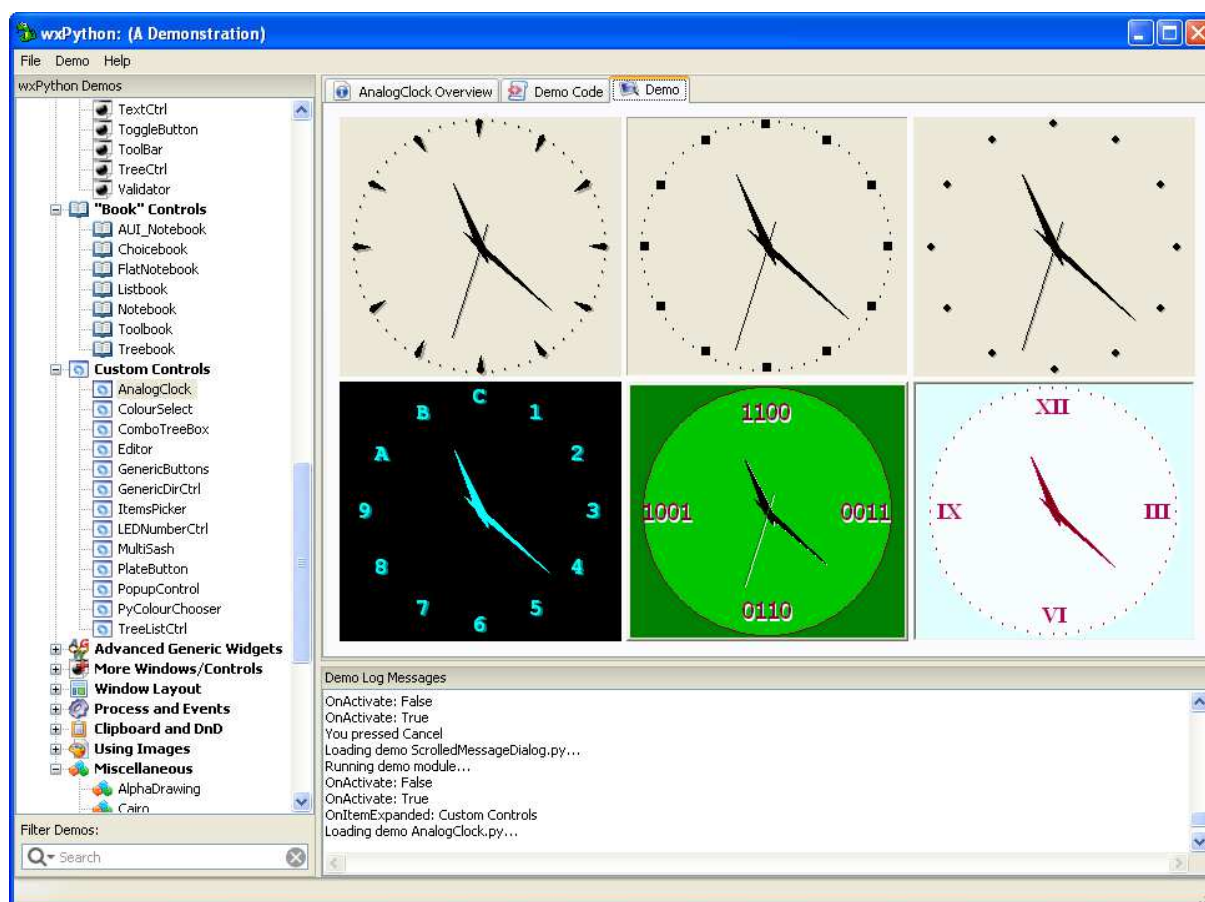 wxPython: (A Demonstration)
File Demo Help
wxPython Demos
TextCtrl
ToggleButton
ToolBar
TreeCtrl
Validator
"Book" Controls
AUI_Notebook
Choicebook
FlatNotebook
Listbook
Notebook
Toolbook
Treebook
Custom Controls
AnalogClock
ColourSelect
ComboTreeBox
Editor
GenericButtons
GenericDirCtrl
ItemsPicker
LEDNumberCtrl
MultiSash
PlateButton
PopupControl
PyColourChooser
TreeListCtrl
Advanced Generic Widgets
More Windows/Controls
Window Layout
Process and Events
Clipboard and DnD
Using Images
Miscellaneous
AlphaDrawing
Cairo
Filter Demos:
Search
AnalogClock Overview Demo Code Demo
C
B 1
A 2
9 3
8 4
7 5
6
1100
1001 0011
0110
XII
IX III
VI
Demo Log Messages
OnActivate: False
OnActivate: True
You pressed Cancel
Loading demo ScrolledMessageDialog.py...
Running demo module...
OnActivate: False
OnActivate: True
OnItemExpanded: Custom Controls
Loading demo AnalogClock.py...